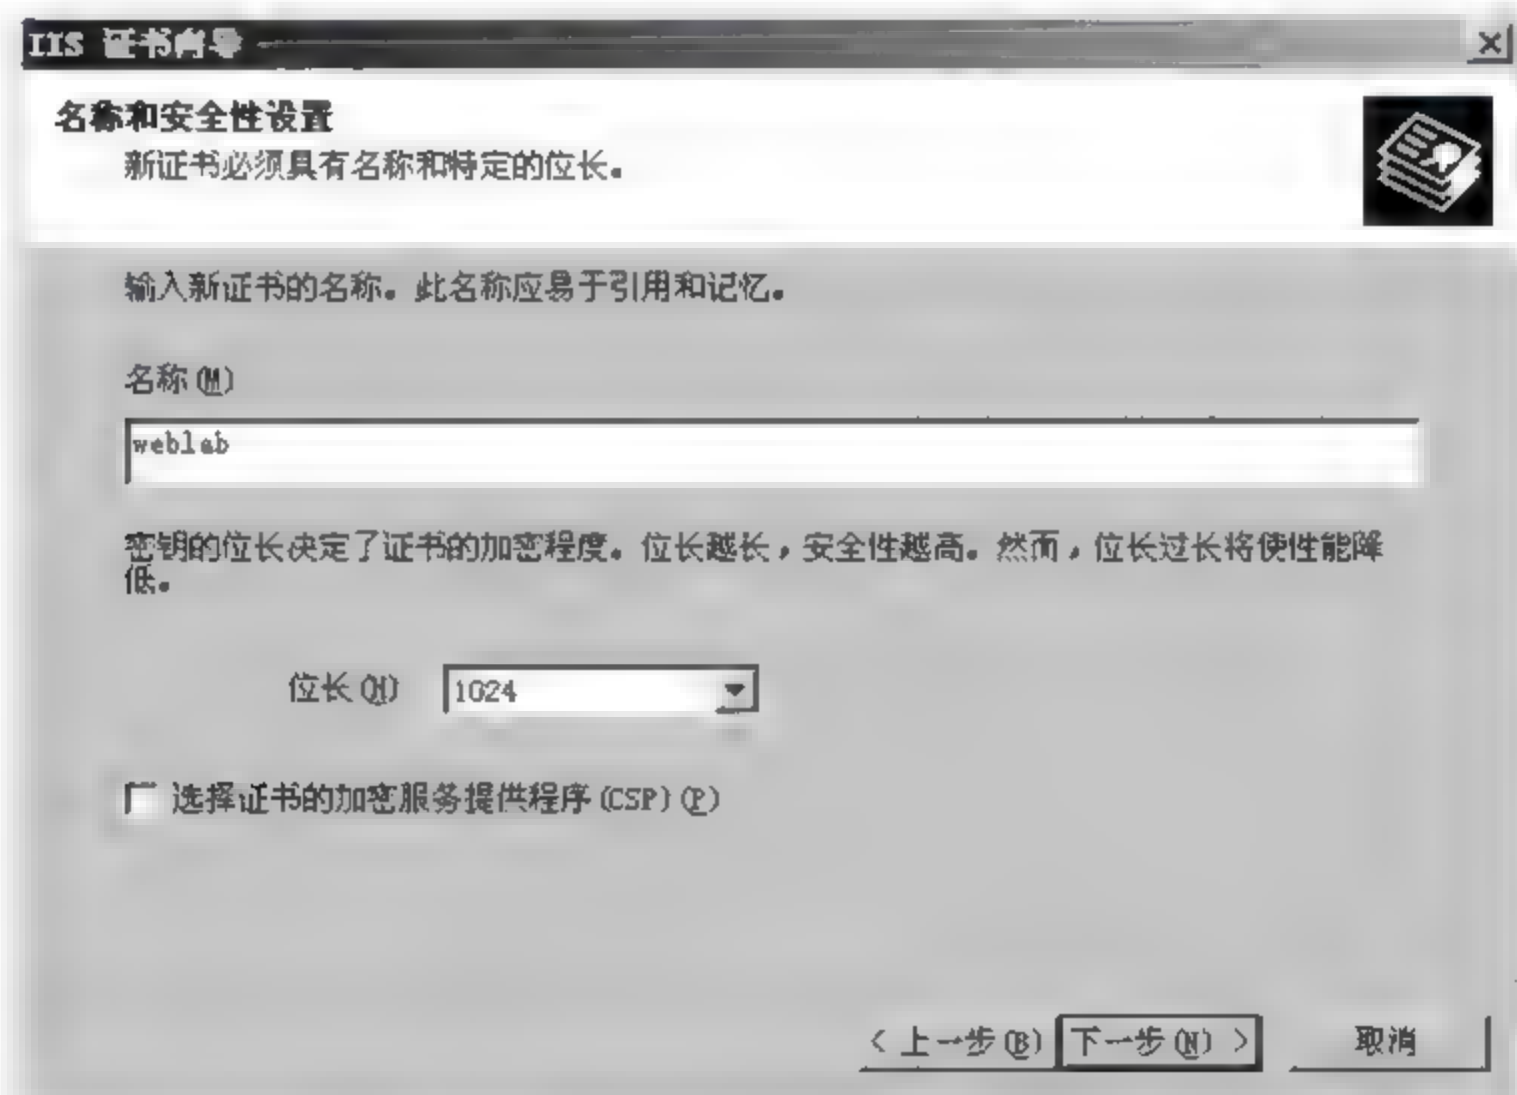 IIS 证书向导
名称和安全性设置
新证书必须具有名称和特定的位长。
输入新证书的名称。此名称应易于引用和记忆。
名称(M)
weblab
密钥的位长决定了证书的加密程度。位长越长，安全性越高。然而，位长过长将使性能降
低。
位长(H) 1024
选择证书的加密服务提供程序(CSP)(P)
< 上一步(B) 下一步(N) > 取消